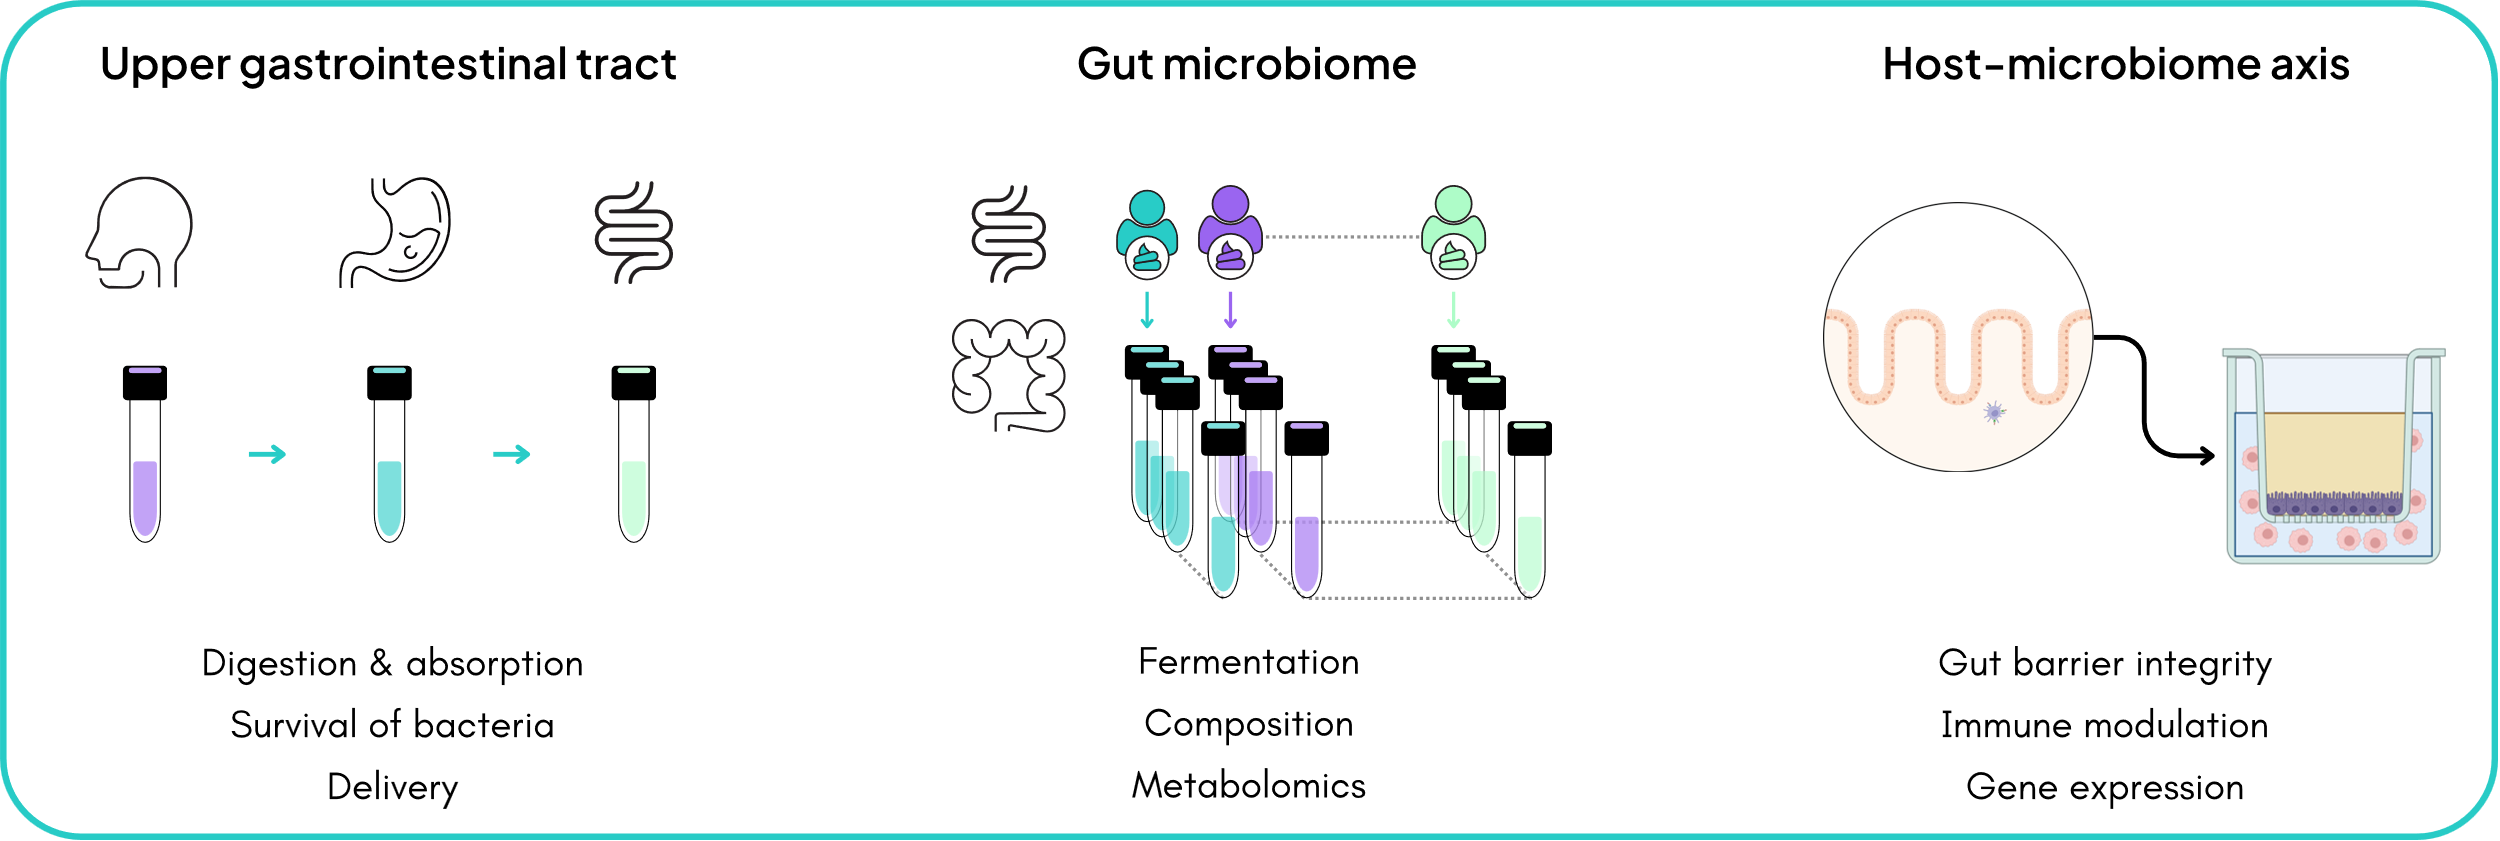 Upper gastrointestinal tract
Gut microbiome
Host-microbiome axis
Digestion & absorption
Survival of bacteria
Delivery
Fermentation
Composition
Metabolomics
Gut barrier integrity
Immune modulation
Gene expression